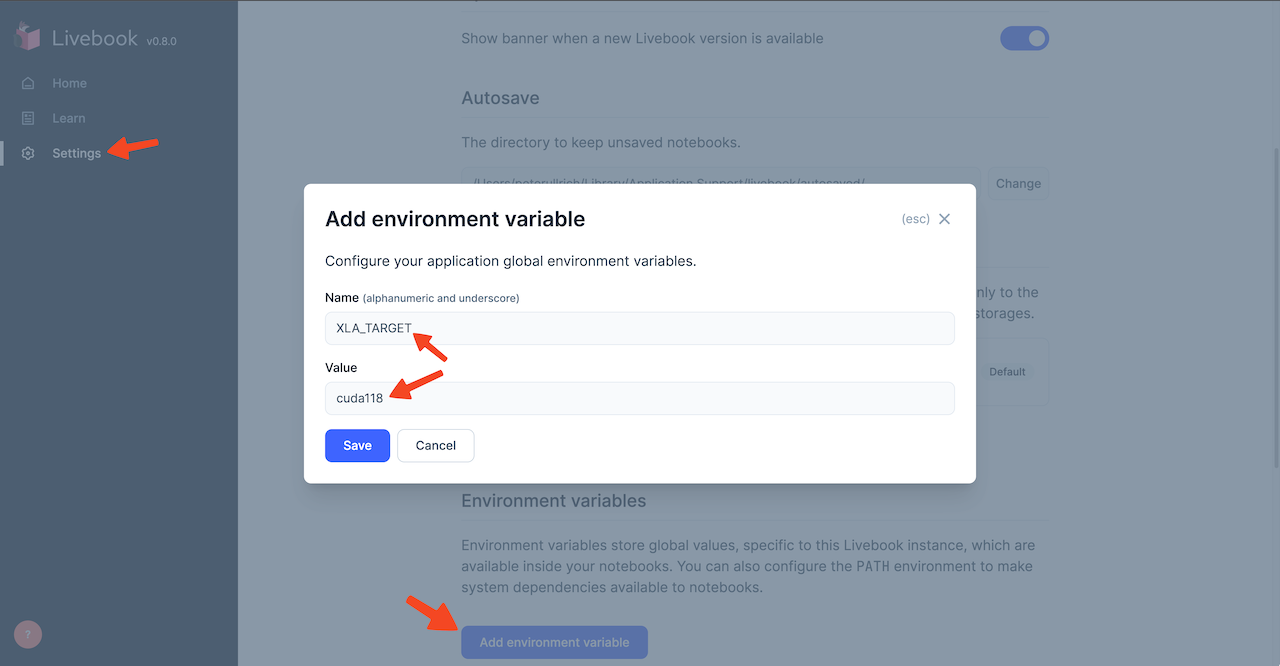 Livebook v0.8.0
Home
Learn
Settings
Show banner when a new Livebook version is available
Autosave
The directory to keep unsaved notebooks.
/Users/peterullrich/Library/Application Support/livebook/autosaved/
Change
Add environment variable
(esc)
Configure your application global environment variables.
Name (alphanumeric and underscore)
XLA_TARGET
Value
cuda118
Save Cancel
nly to the
storages.
Default
Environment variables
Environment variables store global values, specific to this Livebook instance, which are
available inside your notebooks. You can also configure the PATH environment to make
system dependencies available to notebooks.
Add environment variable
?